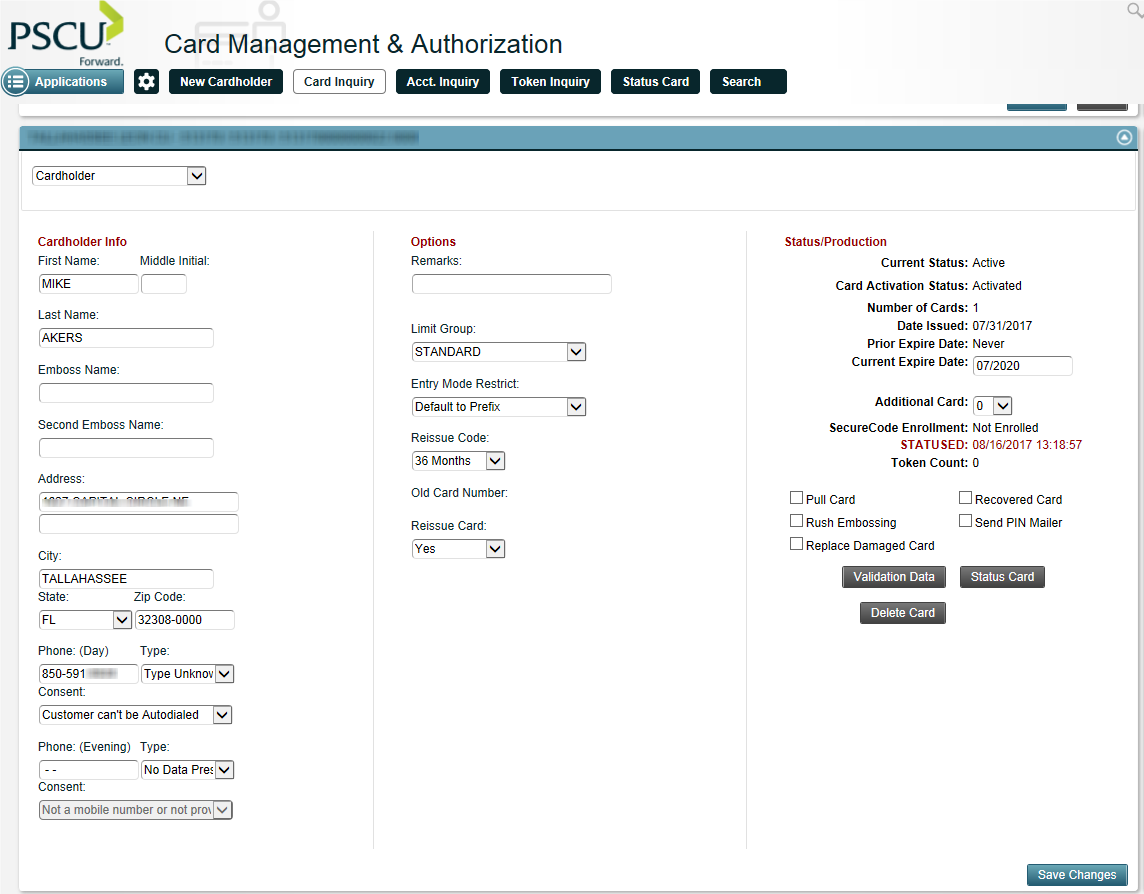 PSCU
Forward.
Card Management & Authorization
Applications
New Cardholder
Card Inquiry
Acct. Inquiry
Token Inquiry
Status Card
Search
Cardholder
Cardholder Info
First Name: Middle Initial:
MIKE
Last Name:
AKERS
Emboss Name:
Second Emboss Name:
Address:
CAPITAL CIRCLE NE
City:
TALLAHASSEE
State: Zip Code:
FL 32308-0000
Phone: (Day) Type:
850-591 Type Unknow
Consent:
Customer can't be Autodialed
Phone: (Evening) Type:
- - No Data Pres
Consent:
Not a mobile number or not prov
Options
Remarks:
Limit Group:
STANDARD
Entry Mode Restrict:
Default to Prefix
Reissue Code:
36 Months
Old Card Number:
Reissue Card:
Yes
Status/Production
Current Status: Active
Card Activation Status: Activated
Number of Cards: 1
Date Issued: 07/31/2017
Prior Expire Date: Never
Current Expire Date: 07/2020
Additional Card: 0
SecureCode Enrollment: Not Enrolled
STATUSED: 08/16/2017 13:18:57
Token Count: 0
Pull Card Recovered Card
Rush Embossing Send PIN Mailer
Replace Damaged Card
Validation Data Status Card
Delete Card
Save Changes